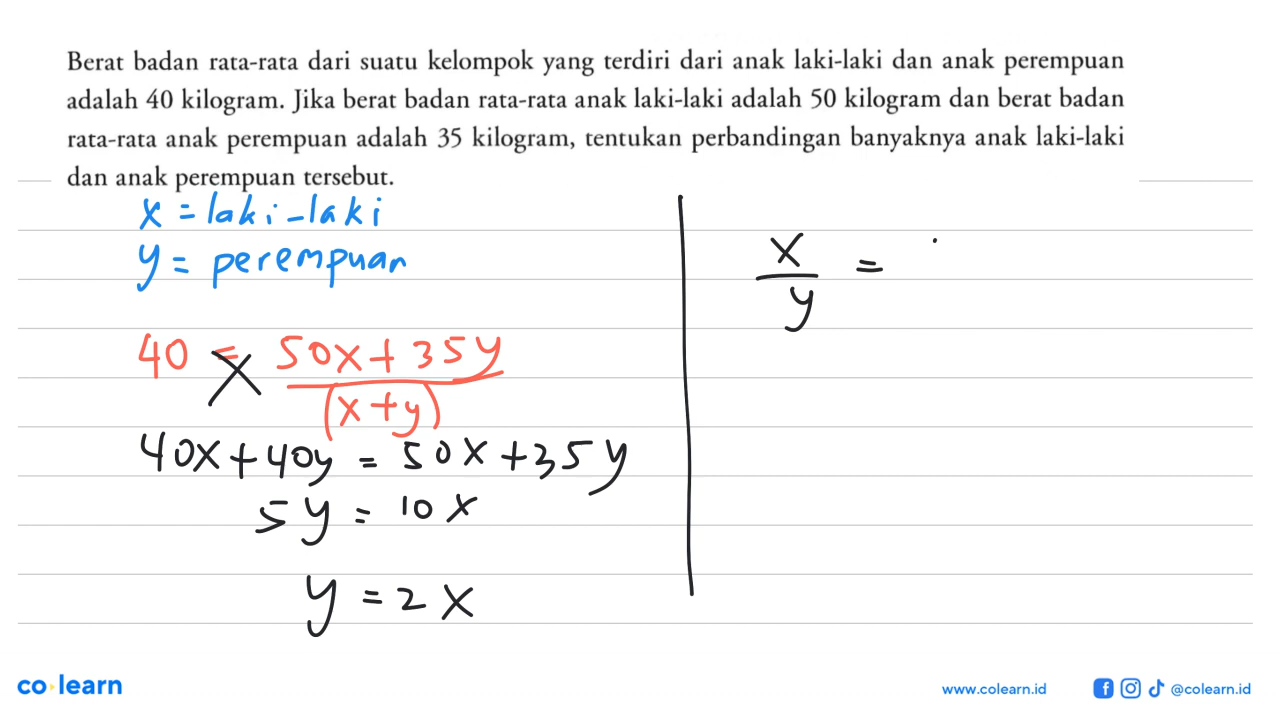 Berat badan rata-rata dari suatu kelompok yang terdiri dari anak laki-laki dan anak perempuan
adalah 40 kilogram. Jika berat badan rata-rata anak laki-laki adalah 50 kilogram dan berat badan
rata-rata anak perempuan adalah 35 kilogram, tentukan perbandingan banyaknya anak laki-laki
dan anak perempuan tersebut.
x = laki-laki
y = perempuan
40 = 50x + 35y
(x + y)
40x + 40y = 50x + 35y
5y = 10x
y = 2x
x
=
y
co learn
www.colearn.id
@colearn.id